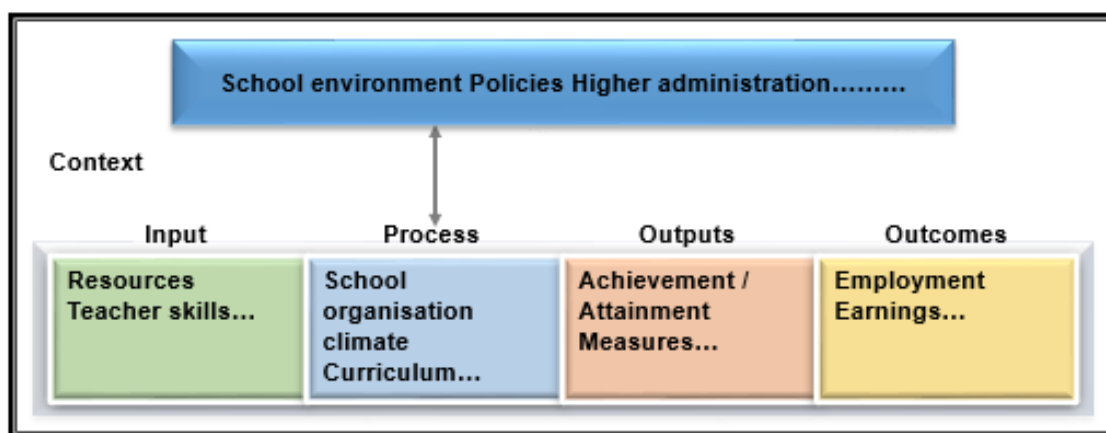 School environment Policies Higher administration.........
Context
Input
Process
Outputs
Outcomes
Resources
Teacher skills...
School
organisation
climate
Curriculum...
Achievement /
Attainment
Measures...
Employment
Earnings...